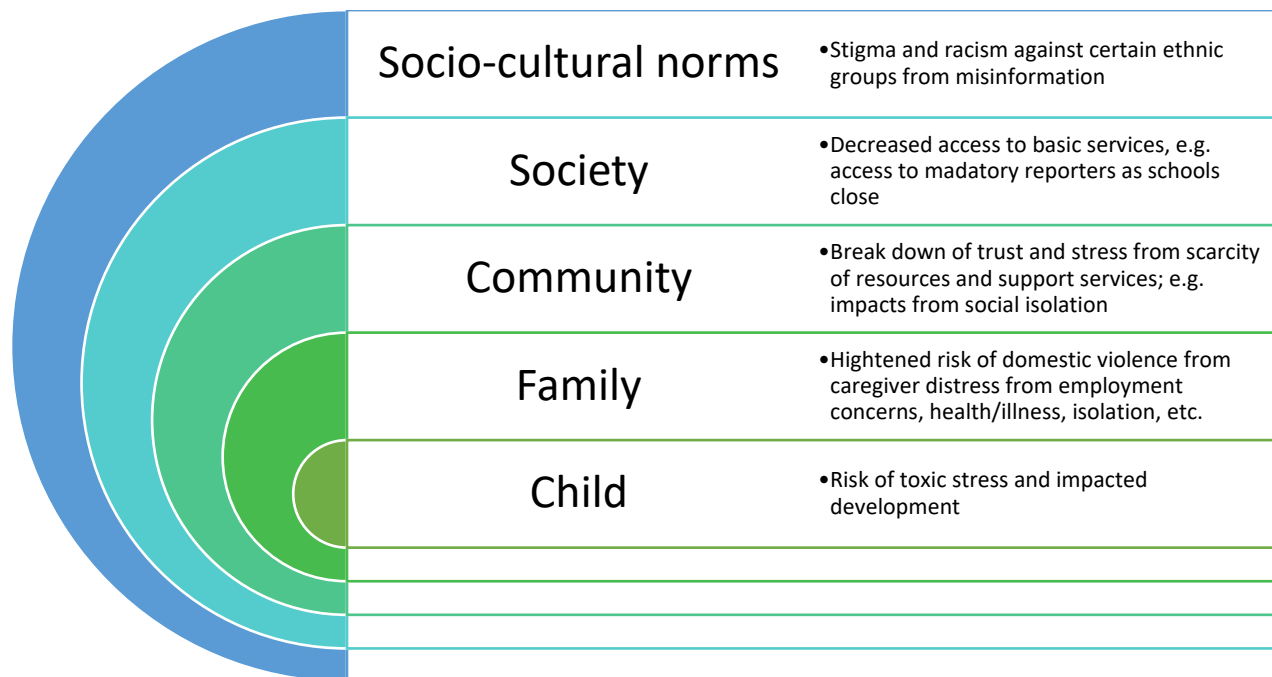 Socio-cultural norms
•Stigma and racism against certain ethnic
groups from misinformation
Society
•Decreased access to basic services, e.g.
access to madatory reporters as schools
close
Community
•Break down of trust and stress from scarcity
of resources and support services; e.g.
impacts from social isolation
Family
•Hightened risk of domestic violence from
caregiver distress from employment
concerns, health/illness, isolation, etc.
Child
•Risk of toxic stress and impacted
development